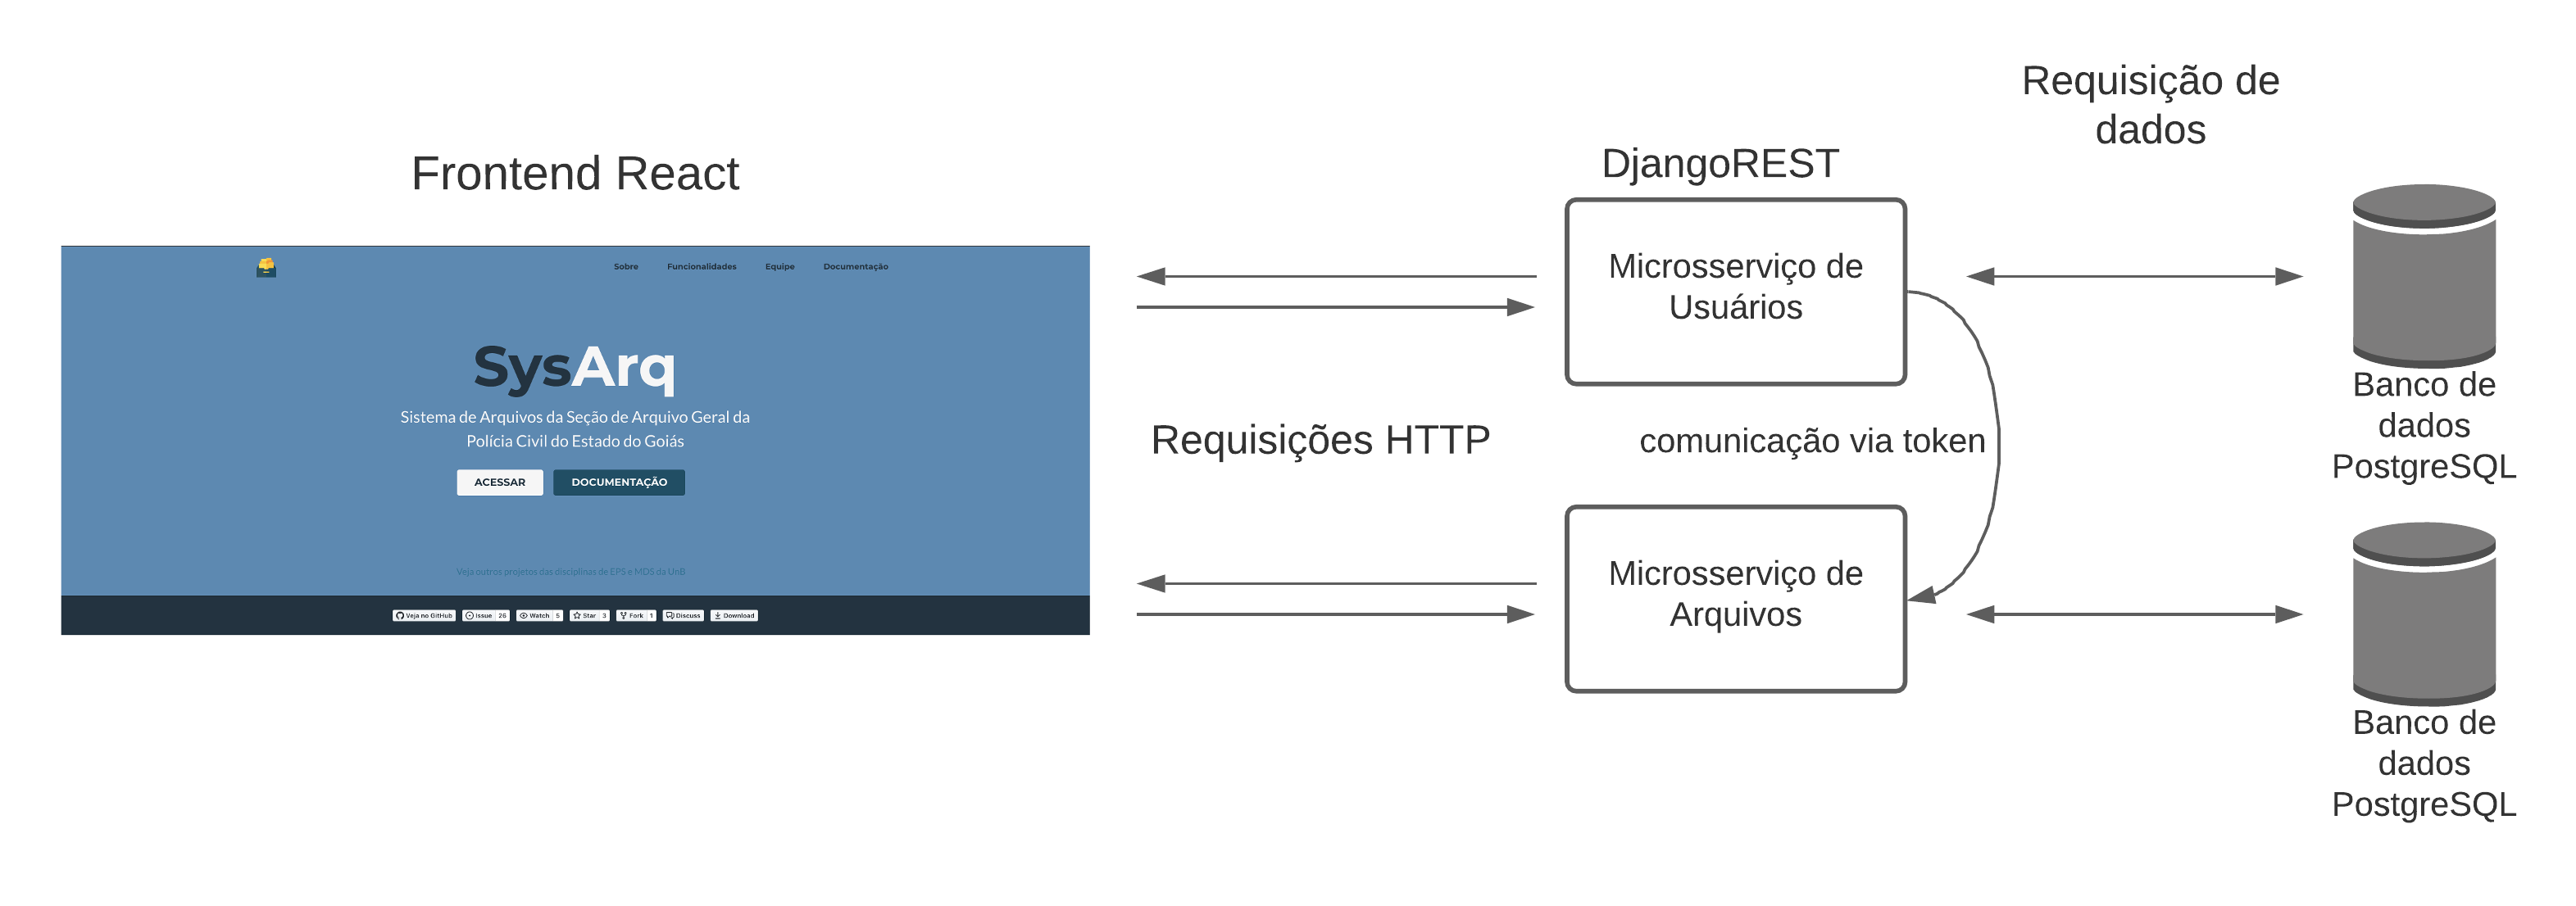 Requisição de
dados
DjangoREST
Frontend React
Sobre Funcionalidades Equipe Documentação
SysArq
Sistema de Arquivos da Seção de Arquivo Geral da
Polícia Civil do Estado do Goiás
ACESSAR DOCUMENTAÇÃO
Veja outros projetos das disciplinas de EPS e MDS da UnB
Veja no GitHub Issue 26 Watch 5 Star 3 Fork 1 Discuss Download
Requisições HTTP
Microsserviço de
Usuários
comunicação via token
Microsserviço de
Arquivos
Banco de
dados
PostgreSQL
Banco de
dados
PostgreSQL